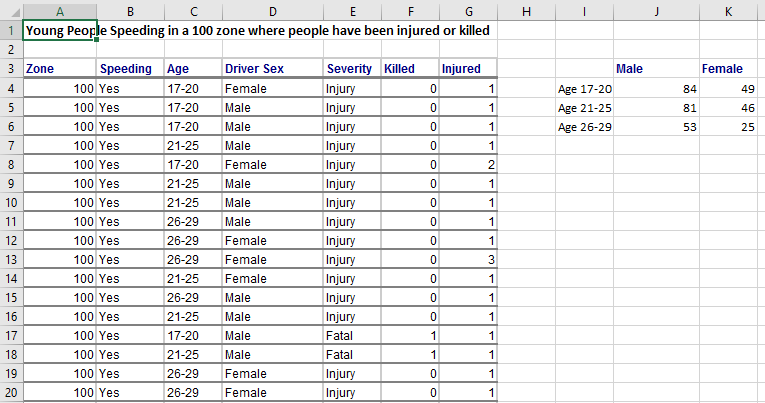 A B C D E F G H I J K
1 Young People Speeding in a 100 zone where people have been injured or killed
2
3 Zone Speeding Age Driver Sex Severity Killed Injured Male Female
4 100 Yes 17-20 Female Injury 0 1 Age 17-20 84 49
5 100 Yes 17-20 Male Injury 0 1 Age 21-25 81 46
6 100 Yes 17-20 Male Injury 0 1 Age 26-29 53 25
7 100 Yes 21-25 Male Injury 0 1
8 100 Yes 17-20 Female Injury 0 2
9 100 Yes 21-25 Male Injury 0 1
10 100 Yes 21-25 Male Injury 0 1
11 100 Yes 26-29 Male Injury 0 1
12 100 Yes 26-29 Female Injury 0 1
13 100 Yes 26-29 Female Injury 0 3
14 100 Yes 21-25 Female Injury 0 1
15 100 Yes 26-29 Male Injury 0 1
16 100 Yes 21-25 Male Injury 0 1
17 100 Yes 17-20 Male Fatal 1 1
18 100 Yes 21-25 Male Fatal 1 1
19 100 Yes 26-29 Female Injury 0 1
20 100 Yes 26-29 Female Injury 0 1